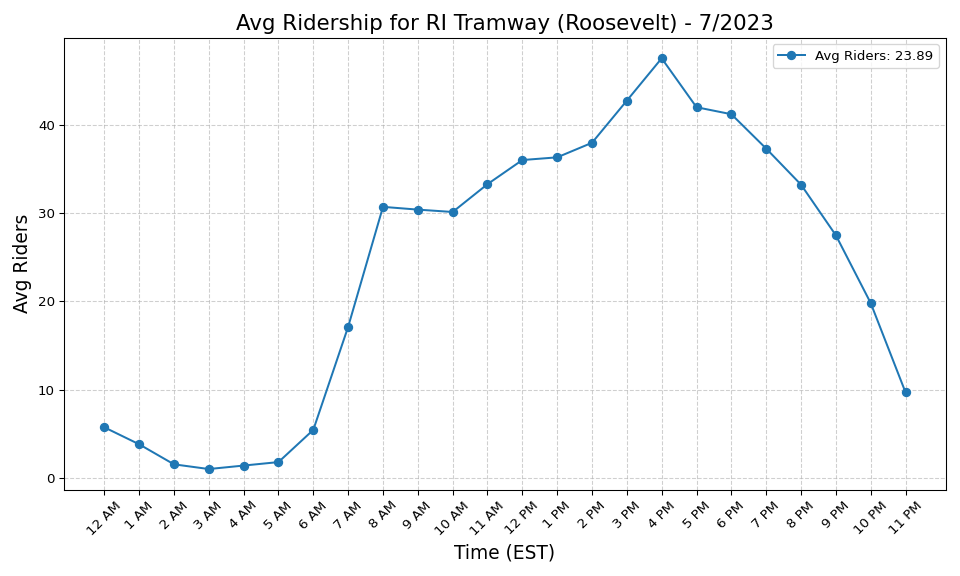 Avg Ridership for RI Tramway (Roosevelt) - 7/2023
Avg Riders: 23.89
Avg Riders
40
30
20
10
0
12 AM
1 AM
2 AM
3 AM
4 AM
5 AM
6 AM
7 AM
8 AM
9 AM
10 AM
11 AM
12 PM
1 PM
2 PM
3 PM
4 PM
5 PM
6 PM
7 PM
8 PM
9 PM
10 PM
11 PM
Time (EST)